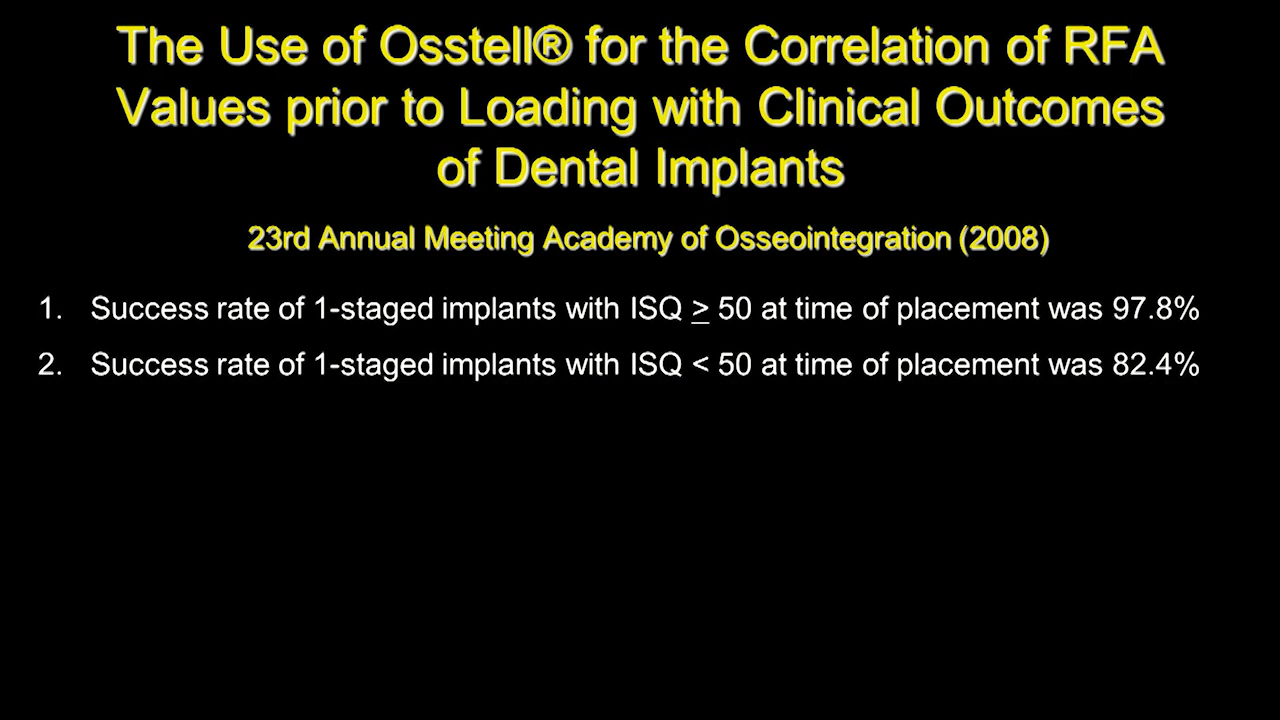 The Use of Osstell® for the Correlation of RFA
Values prior to Loading with Clinical Outcomes
of Dental Implants
23rd Annual Meeting Academy of Osseointegration (2008)
1. Success rate of 1-staged implants with ISQ ≥ 50 at time of placement was 97.8%
2. Success rate of 1-staged implants with ISQ < 50 at time of placement was 82.4%